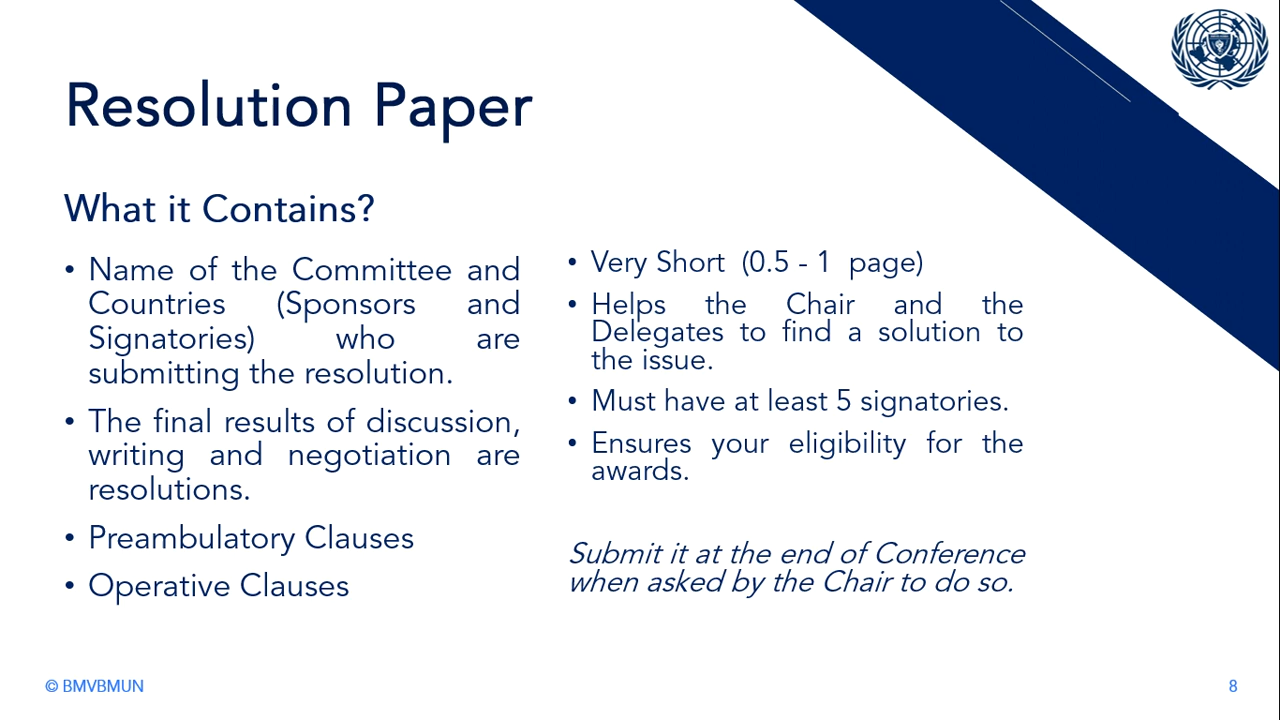 Resolution Paper
What it Contains?
• Name of the Committee and
Countries (Sponsors and
Signatories) who are
submitting the resolution.
• The final results of discussion,
writing and negotiation are
resolutions.
• Preambulatory Clauses
• Operative Clauses
• Very Short (0.5 - 1 page)
• Helps the Chair and the
Delegates to find a solution to
the issue.
• Must have at least 5 signatories.
• Ensures your eligibility for the
awards.
Submit it at the end of Conference
when asked by the Chair to do so.
© BMVBMUN
8